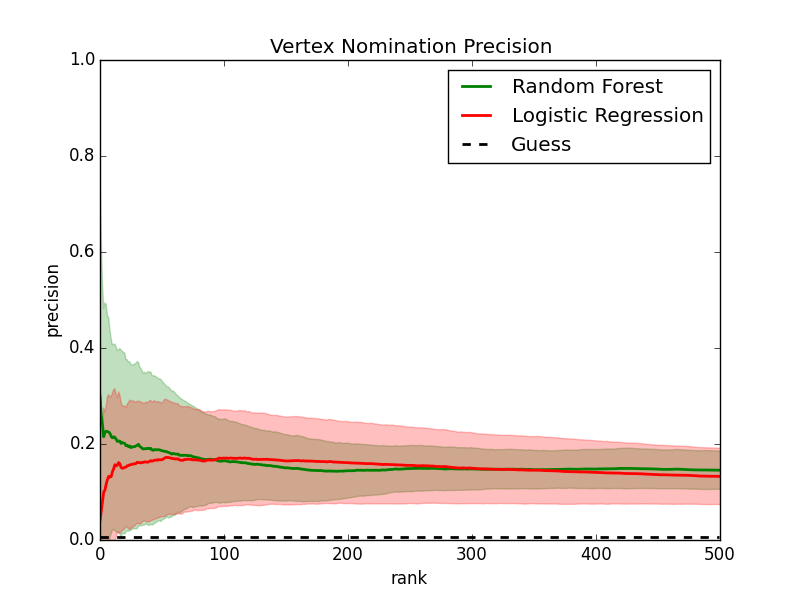 Vertex Nomination Precision
1.0
0.8
0.6
0.4
0.2
0.0
precision
Random Forest
Logistic Regression
Guess
0 100 200 300 400 500
rank